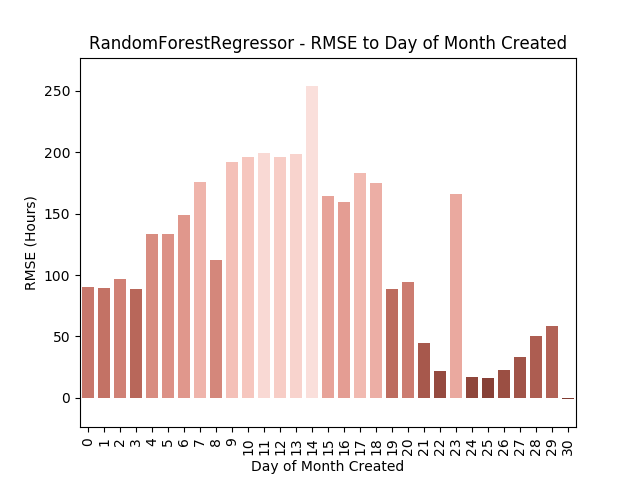 RandomForestRegressor - RMSE to Day of Month Created
RMSE (Hours)
250
200
150
100
50
0
0 1 2 3 4 5 6 7 8 9 10 11 12 13 14 15 16 17 18 19 20 21 22 23 24 25 26 27 28 29 30
Day of Month Created